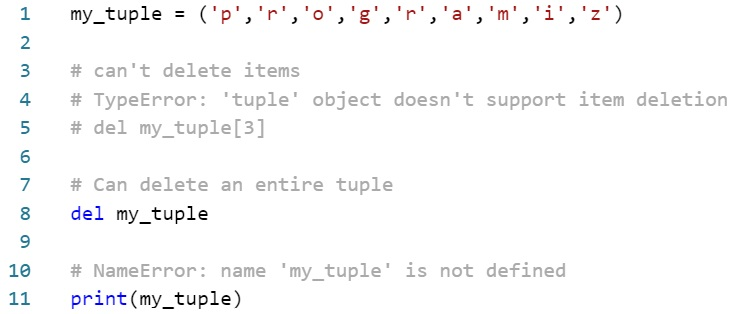 1 my_tuple = ('p','r','o','g','r','a','m','i','z')
2
3 # can't delete items
4 # TypeError: 'tuple' object doesn't support item deletion
5 # del my_tuple[3]
6
7 # Can delete an entire tuple
8 del my_tuple
9
10 # NameError: name 'my_tuple' is not defined
11 print(my_tuple)